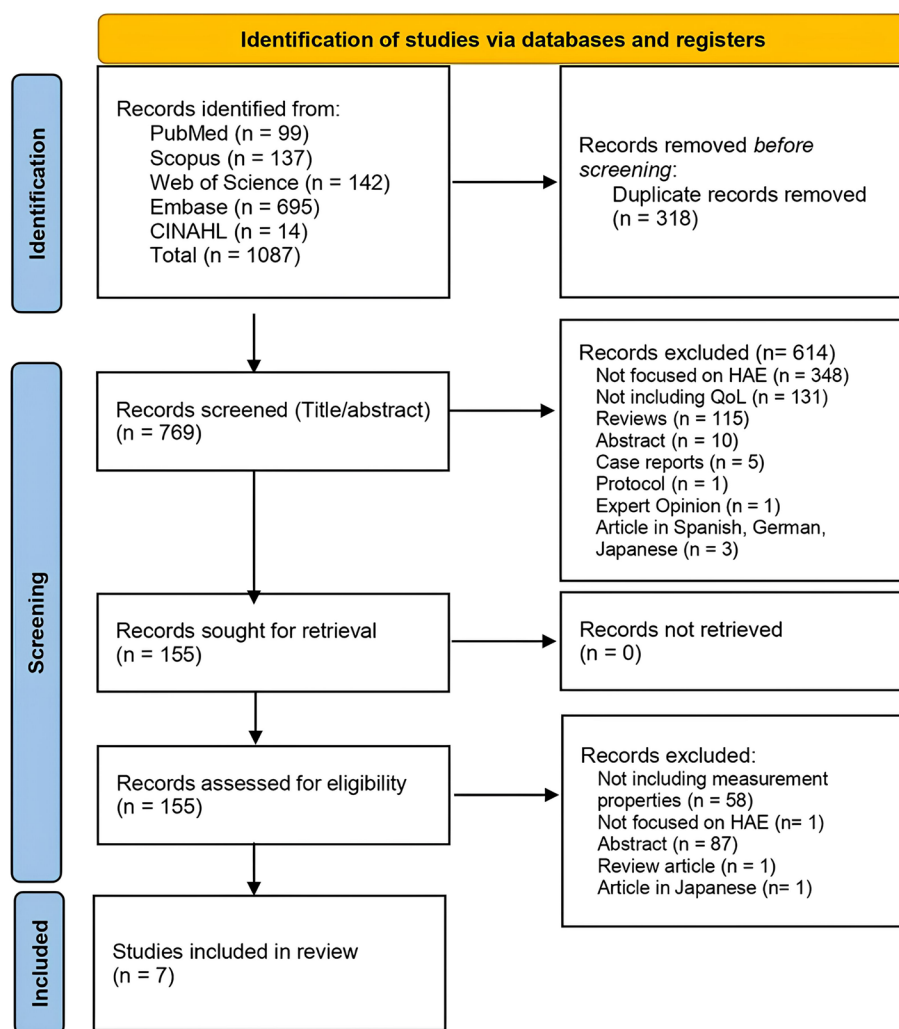 Identification of studies via databases and registers
Identification
Records identified from:
PubMed (n = 99)
Scopus (n = 137)
Web of Science (n = 142)
Embase (n = 695)
CINAHL (n = 14)
Total (n = 1087)
Records removed before
screening:
Duplicate records removed
(n = 318)
Screening
Records screened (Title/abstract)
(n = 769)
Records excluded (n= 614)
Not focused on HAE (n = 348)
Not including QoL (n = 131)
Reviews (n = 115)
Abstract (n = 10)
Case reports (n = 5)
Protocol (n = 1)
Expert Opinion (n = 1)
Article in Spanish, German,
Japanese (n = 3)
Records sought for retrieval
(n = 155)
Records not retrieved
(n = 0)
Records assessed for eligibility
(n = 155)
Records excluded:
Not including measurement
properties (n = 58)
Not focused on HAE (n= 1)
Abstract (n = 87)
Review article (n = 1)
Article in Japanese (n= 1)
Included
Studies included in review
(n = 7)